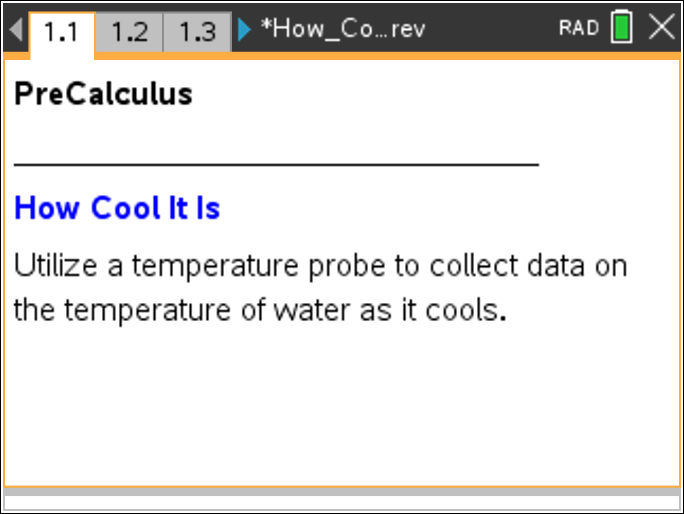 1.1 1.2 1.3 *How_Co...rev RAD
PreCalculus
How Cool It Is
Utilize a temperature probe to collect data on
the temperature of water as it cools.